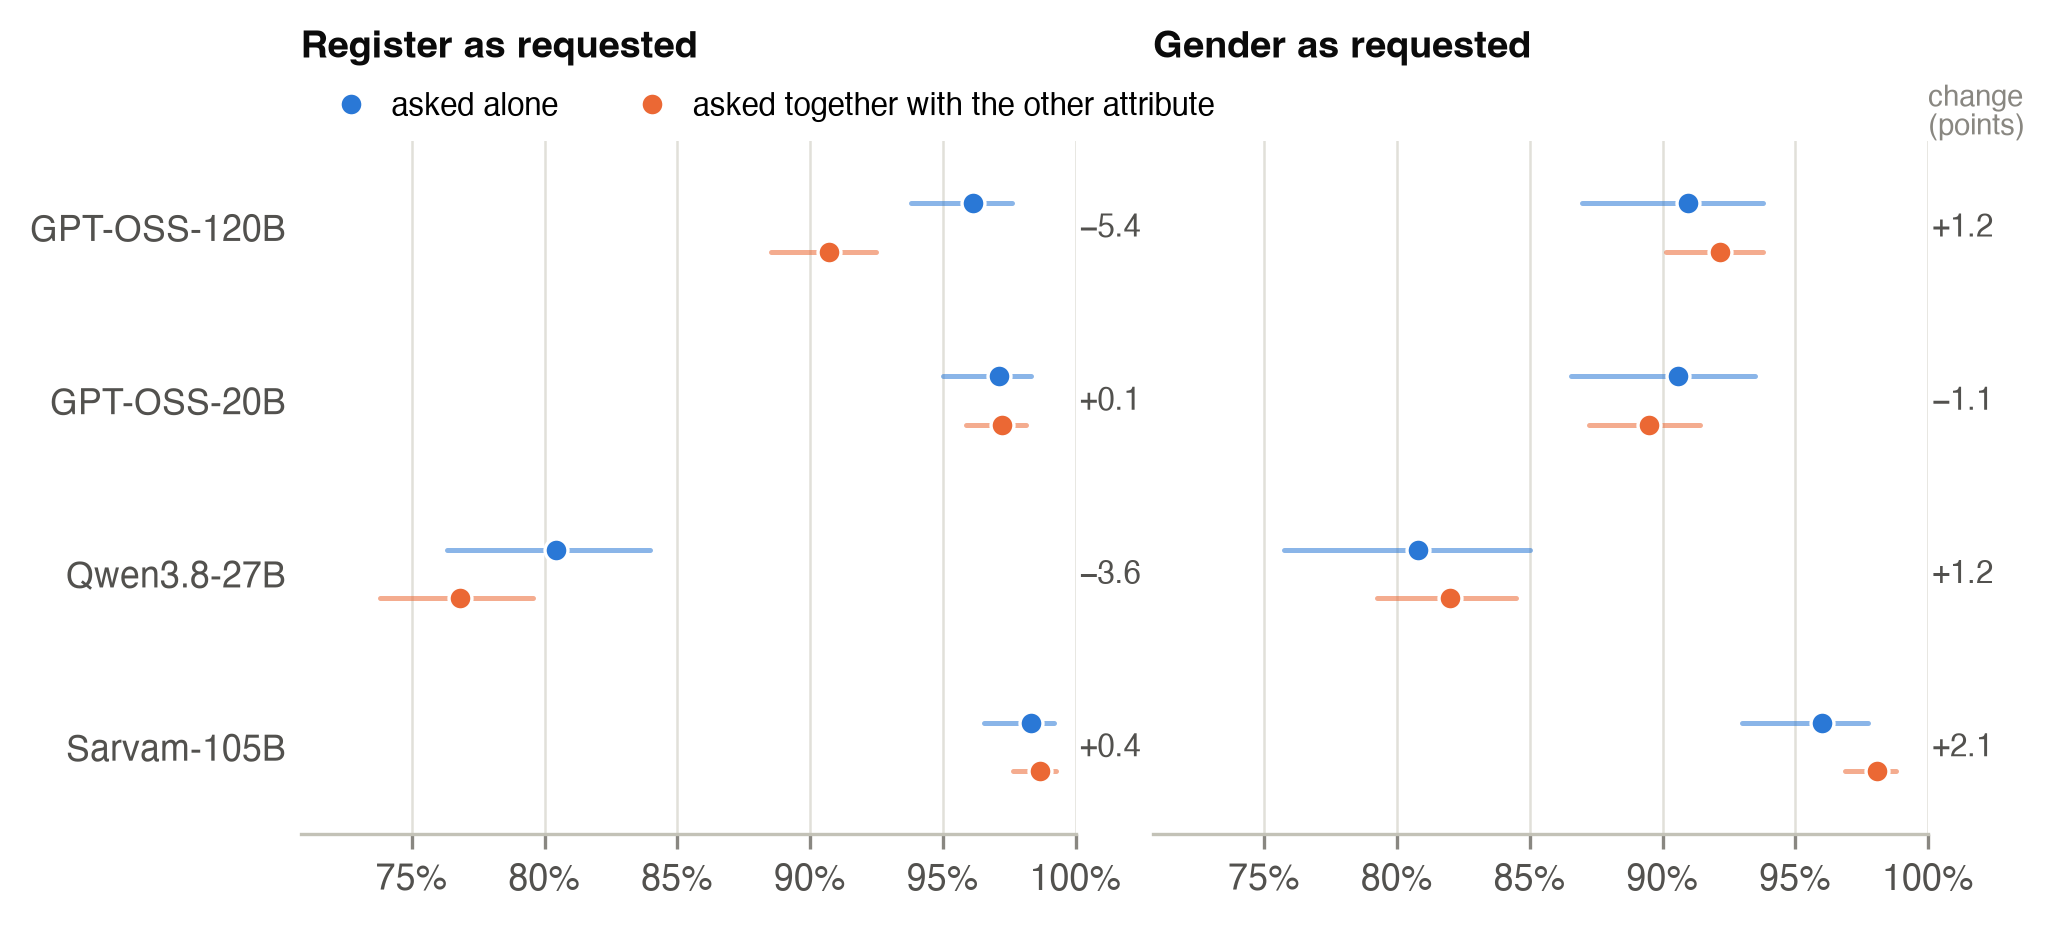 Register as requested
Gender as requested
asked alone
asked together with the other attribute
change
(points)
GPT-OSS-120B
−5.4
+1.2
GPT-OSS-20B
+0.1
−1.1
Qwen3.8-27B
−3.6
+1.2
Sarvam-105B
+0.4
+2.1
75% 80% 85% 90% 95% 100%
75% 80% 85% 90% 95% 100%